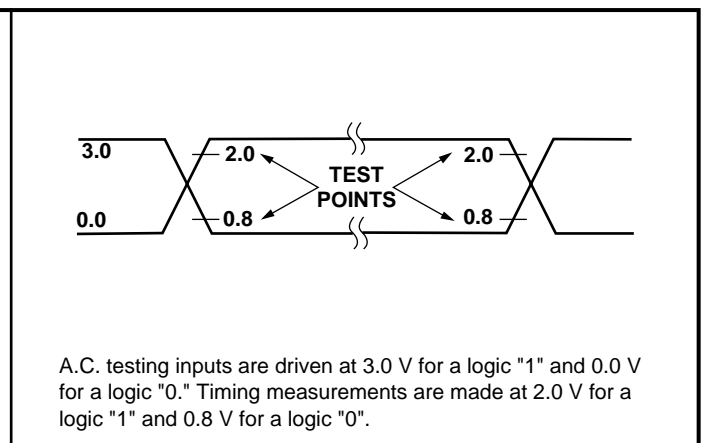 3.0
2.0
TEST
POINTS
2.0
0.0
0.8
0.8
A.C. testing inputs are driven at 3.0 V for a logic "1" and 0.0 V
for a logic "0." Timing measurements are made at 2.0 V for a
logic "1" and 0.8 V for a logic "0".